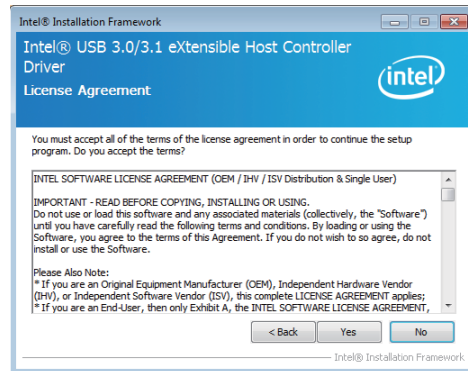 Intel® Installation Framework
Intel® USB 3.0/3.1 eXtensible Host Controller
Driver
License Agreement
intel
You must accept all of the terms of the license agreement in order to continue the setup
program. Do you accept the terms?
INTEL SOFTWARE LICENSE AGREEMENT (OEM / IHV / ISV Distribution & Single User)
IMPORTANT - READ BEFORE COPYING, INSTALLING OR USING.
Do not use or load this software and any associated materials (collectively, the "Software")
until you have carefully read the following terms and conditions. By loading or using the
Software, you agree to the terms of this Agreement. If you do not wish to so agree, do not
install or use the Software.
Please Also Note:
* If you are an Original Equipment Manufacturer (OEM), Independent Hardware Vendor
(IHV), or Independent Software Vendor (ISV), this complete LICENSE AGREEMENT applies;
* If you are an End-User, then only Exhibit A, the INTEL SOFTWARE LICENSE AGREEMENT,
< Back Yes No
Intel® Installation Framework